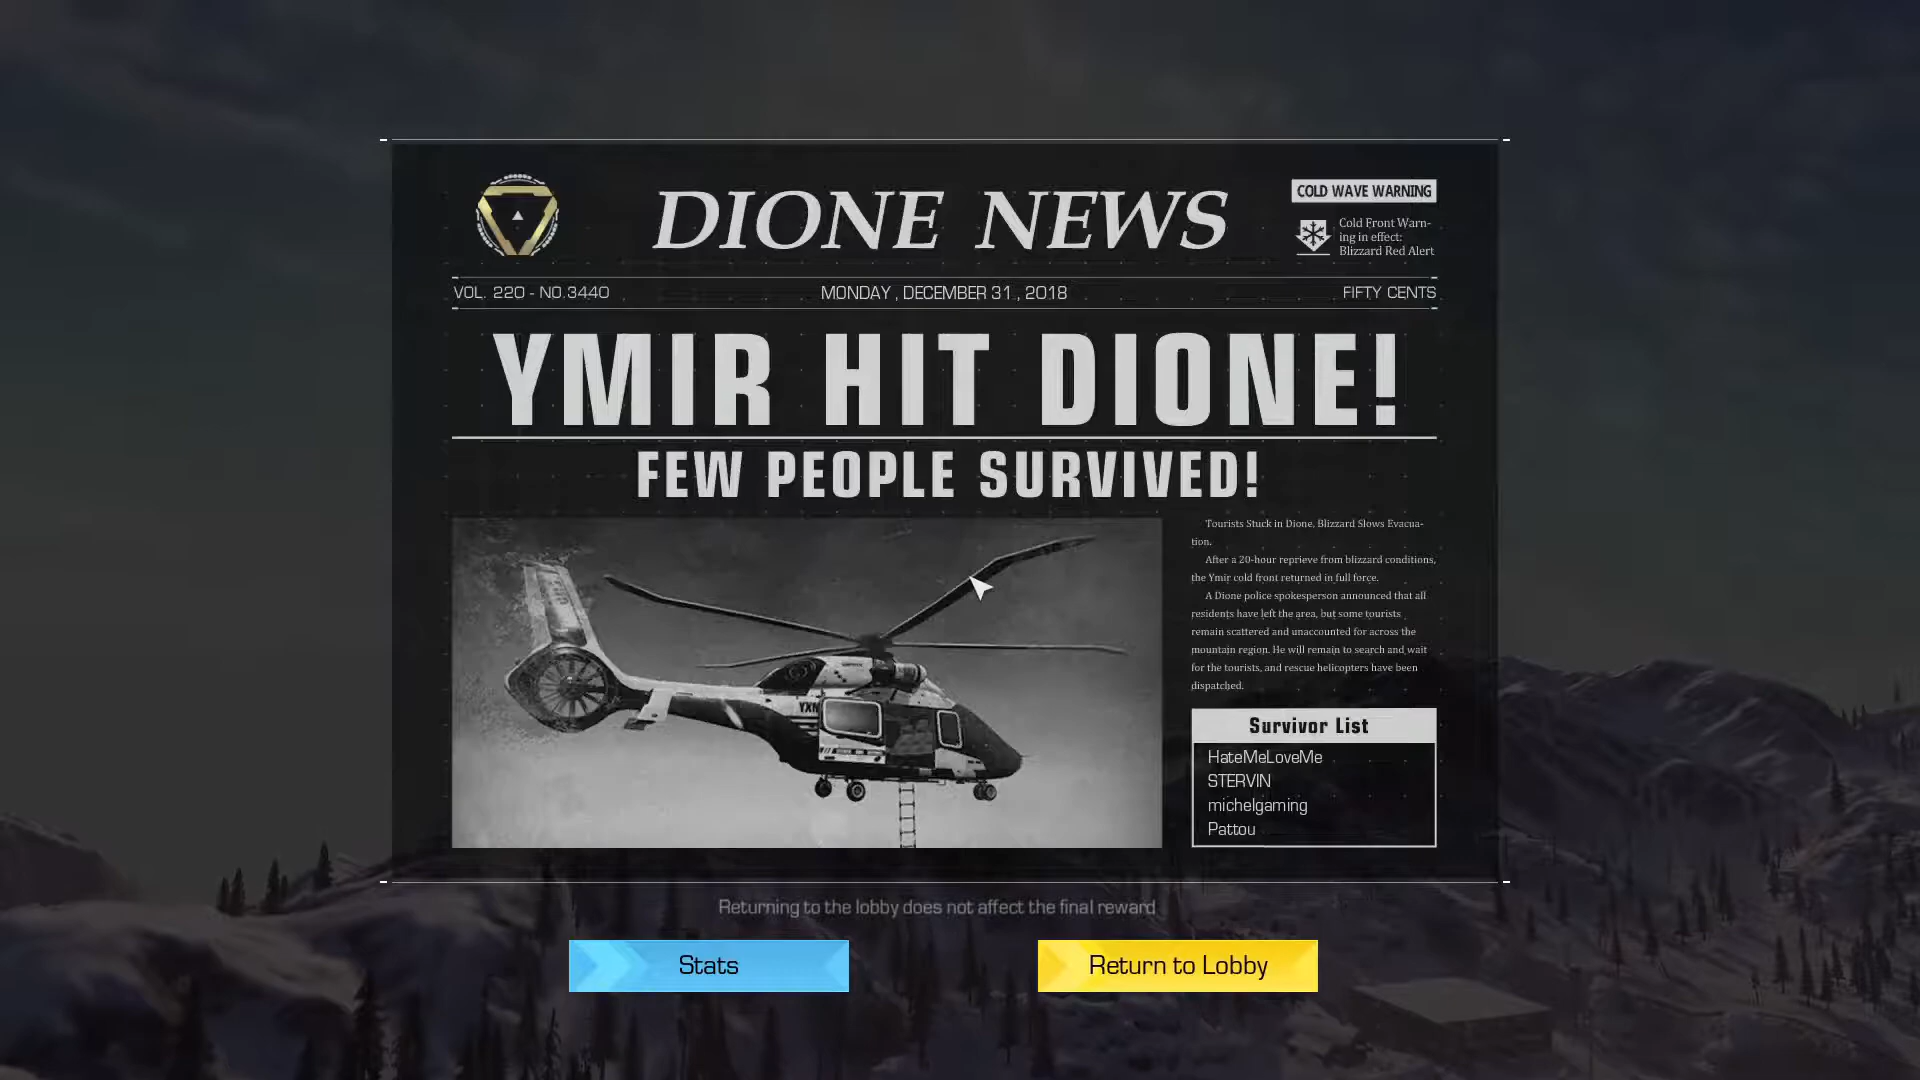 DIONE NEWS
COLD WAVE WARNING
Cold Front Warn-
ing in effect:
Blizzard Red Alert
VOL. 220 - NO.3440
MONDAY , DECEMBER 31 , 2018
FIFTY CENTS
YMIR HIT DIONE!
FEW PEOPLE SURVIVED!
Tourists Stuck in Dione, Blizzard Slows Evacua-
tion.
After a 20-hour reprieve from blizzard conditions,
the Ymir cold front returned in full force.
A Dione police spokesperson announced that all
residents have left the area, but some tourists
remain scattered and unaccounted for across the
mountain region. He will remain to search and wait
for the tourists, and rescue helicopters have been
dispatched.
Survivor List
HateMeLoveMe
STERVIN
michelgaming
Pattou
Returning to the lobby does not affect the final reward
Stats
Return to Lobby